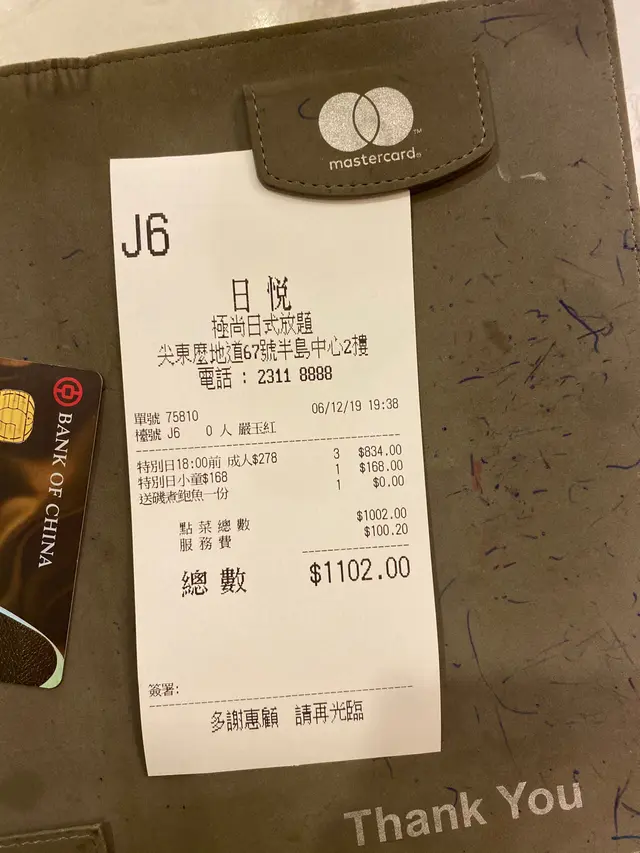 mastercard®
J6
日悅
極尚日式放題
尖東麼地道67號半島中心2樓
電話 : 2311 8888
單號 75810 06/12/19 19:38
檯號 J6 0 人 嚴玉紅
特別日18:00前 成人$278 3 $834.00
特別日小童$168 1 $168.00
送磯煮鮑魚一份 1 $0.00
點菜總數 $1002.00
服務費 $100.20
總數 $1102.00
簽署:
多謝惠顧 請再光臨
BANK OF CHINA
Thank You